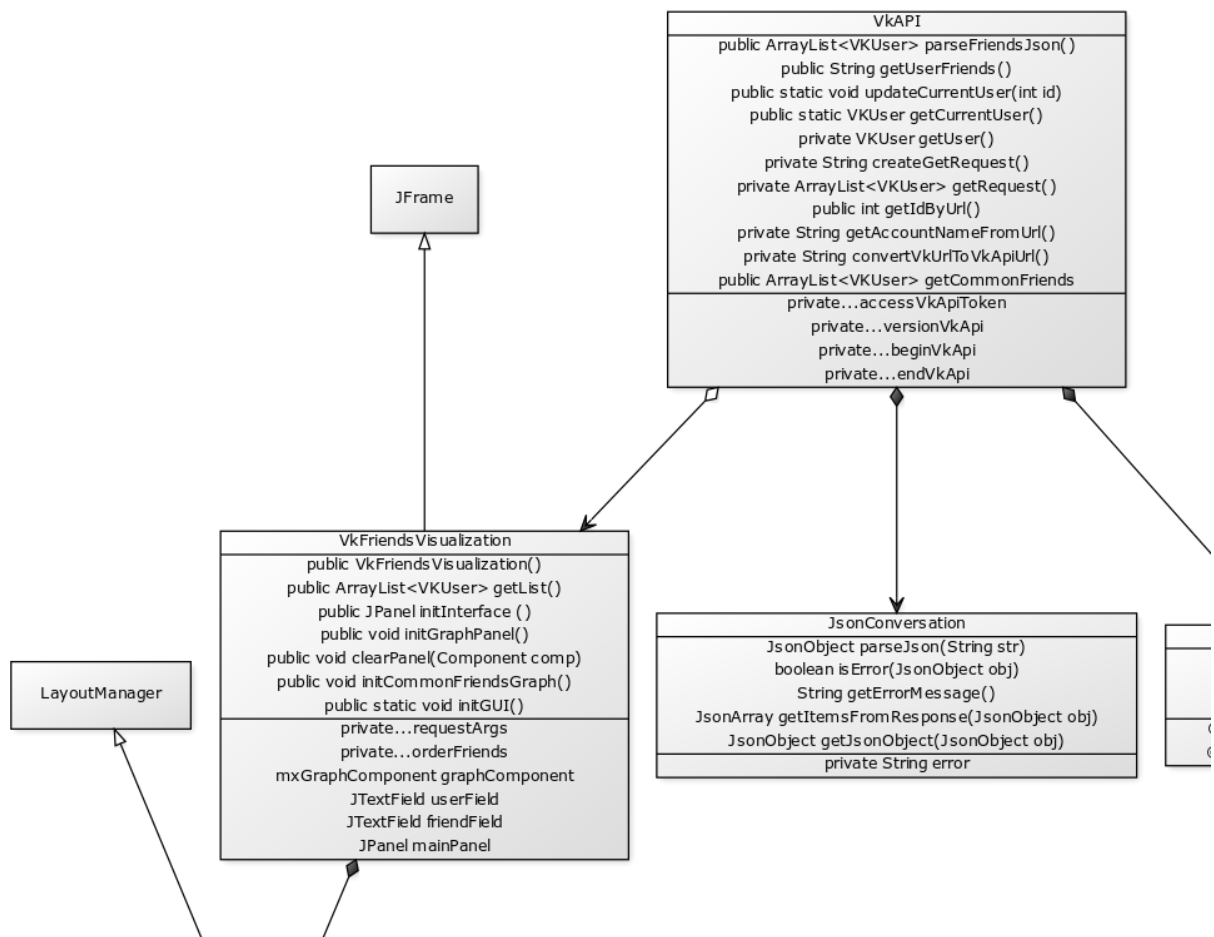 VkAPI
public ArrayList<VKUser> parseFriendsJson()
public String getUserFriends()
public static void updateCurrentUser(int id)
public static VKUser getCurrentUser()
private VKUser getUser()
private String createGetRequest()
private ArrayList<VKUser> getRequest()
public int getIdByUrl()
private String getAccountNameFromUrl()
private String convertVkUrlToVkApiUrl()
public ArrayList<VKUser> getCommonFriends
private...accessVkApiToken
private...versionVkApi
private...beginVkApi
private...endVkApi
JFrame
VkFriendsVisualization
public VkFriendsVisualization()
public ArrayList<VKUser> getList()
public JPanel initInterface ()
public void initGraphPanel()
public void clearPanel(Component comp)
public void initCommonFriendsGraph()
public static void initGUI()
private...requestArgs
private...orderFriends
mxGraphComponent graphComponent
JTextField userField
JTextField friendField
JPanel mainPanel
JsonConversation
JsonObject parseJson(String str)
boolean isError(JsonObject obj)
String getErrorMessage()
JsonArray getItemsFromResponse(JsonObject obj)
JsonObject getJsonObject(JsonObject obj)
private String error
LayoutManager